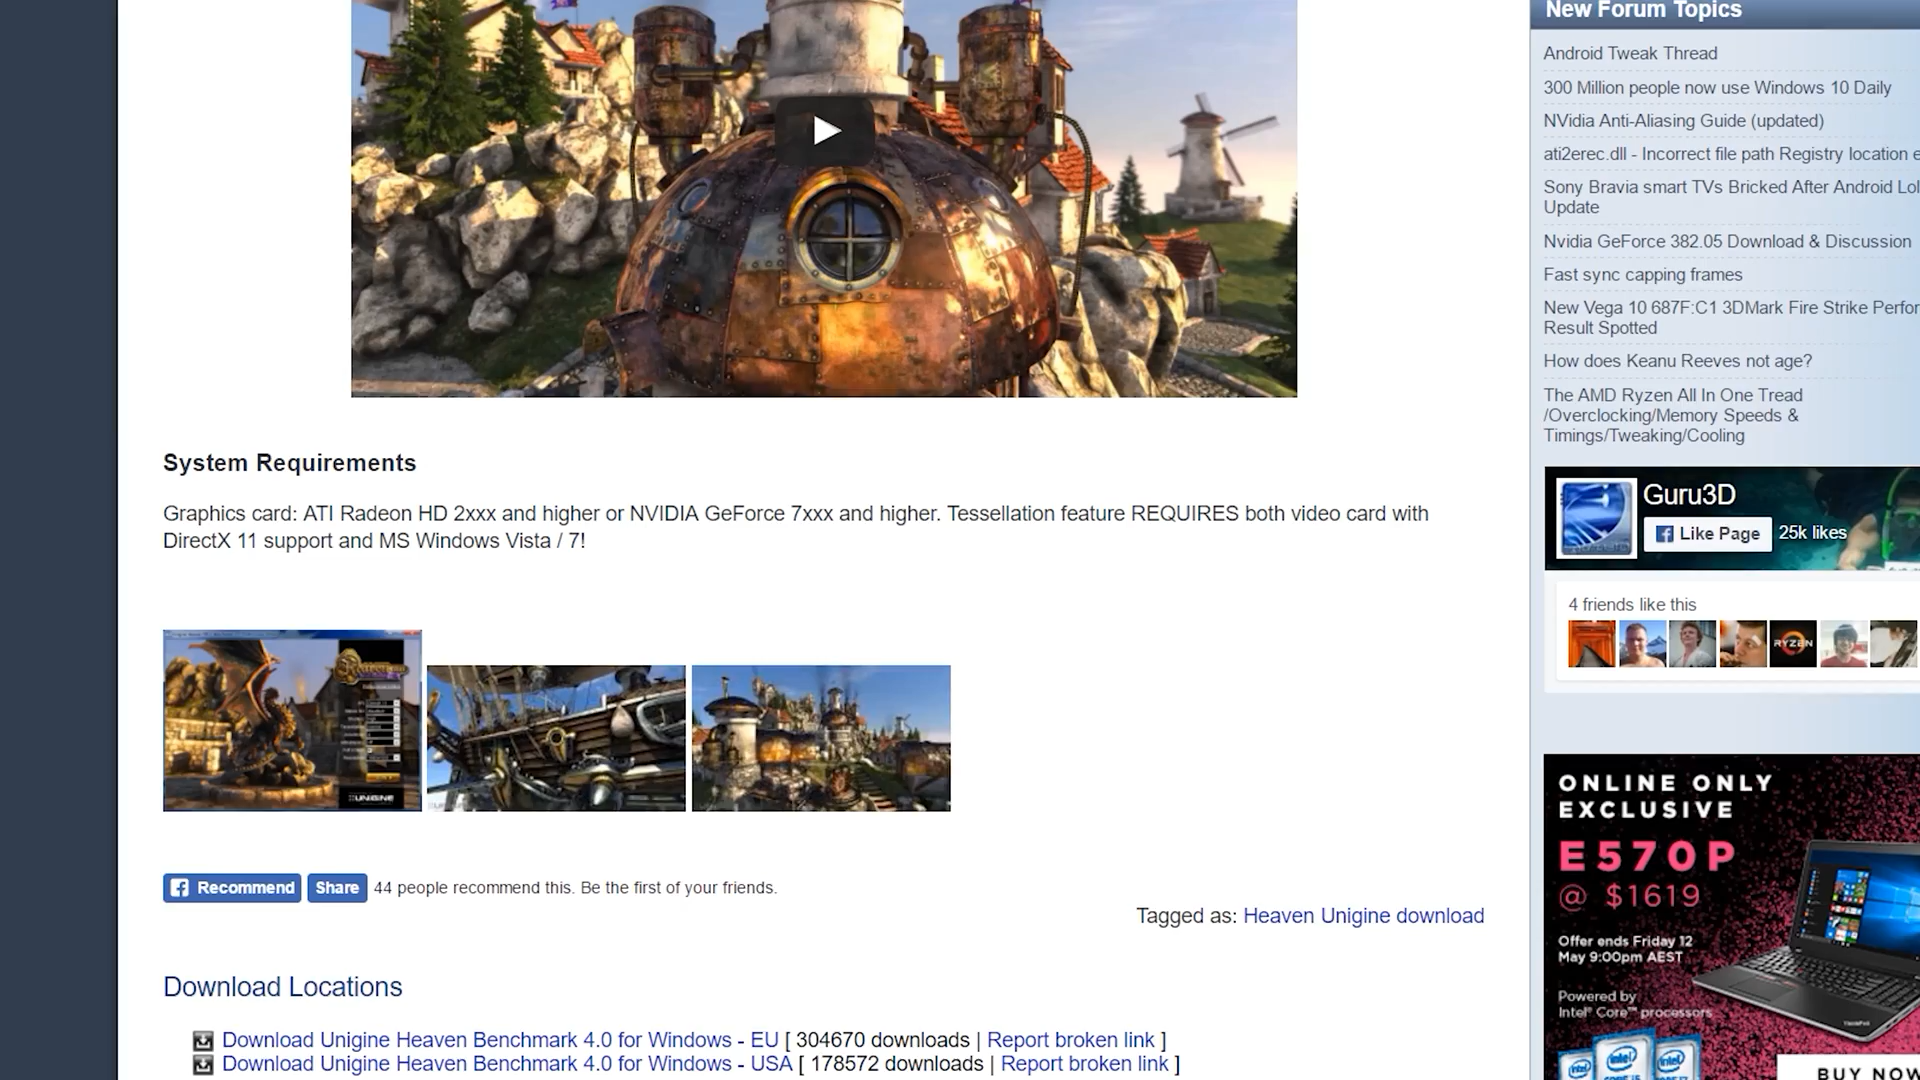 New Forum Topics
Android Tweak Thread
300 Million people now use Windows 10 Daily
NVidia Anti-Aliasing Guide (updated)
ati2erec.dll - Incorrect file path Registry location e
Sony Bravia smart TVs Bricked After Android Lol
Update
Nvidia GeForce 382.05 Download & Discussion
Fast sync capping frames
New Vega 10 687F:C1 3DMark Fire Strike Perfor
Result Spotted
How does Keanu Reeves not age?
The AMD Ryzen All In One Tread
/Overclocking/Memory Speeds &
Timings/Tweaking/Cooling
System Requirements
Graphics card: ATI Radeon HD 2xxx and higher or NVIDIA GeForce 7xxx and higher. Tessellation feature REQUIRES both video card with
DirectX 11 support and MS Windows Vista / 7!
Guru3D
Like Page
25k likes
4 friends like this
RYZEN
UNIGINE
Recommend Share 44 people recommend this. Be the first of your friends.
Tagged as: Heaven Unigine download
Download Locations
Download Unigine Heaven Benchmark 4.0 for Windows - EU [ 304670 downloads | Report broken link ]
Download Unigine Heaven Benchmark 4.0 for Windows - USA [ 178572 downloads | Report broken link ]
ONLINE ONLY
EXCLUSIVE
E570P
@ $1619
Offer ends Friday 12
May 9:00pm AEST
Powered by
Intel® Core™ processors
intel intel intel
BUY NOW